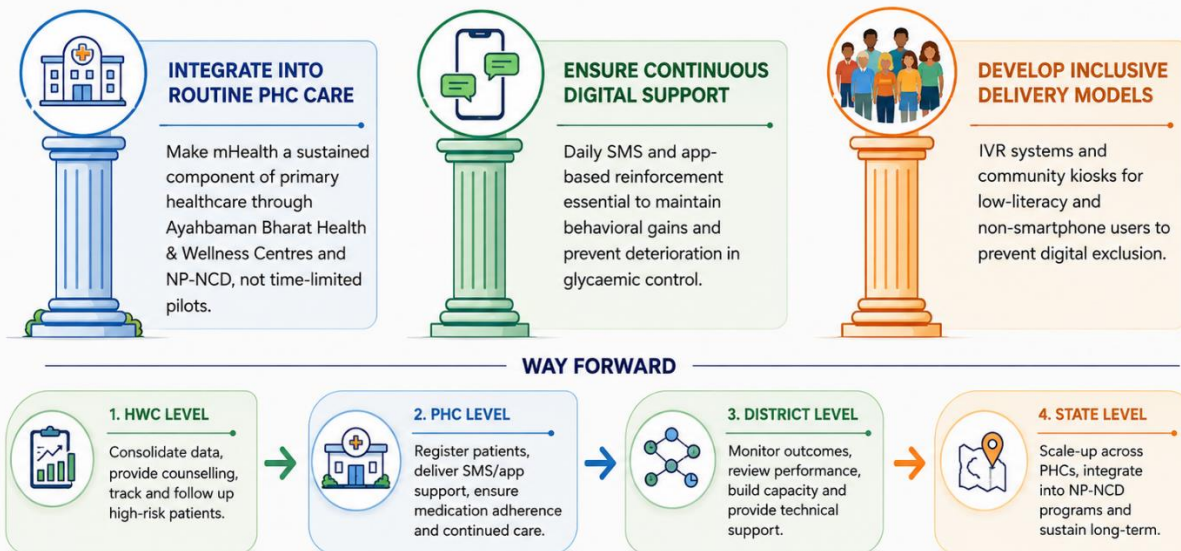 INTEGRATE INTO
ROUTINE PHC CARE
Make mHealth a sustained
component of primary
healthcare through
Ayahbaman Bharat Health
& Wellness Centres and
NP-NCD, not time-limited
pilots.
ENSURE CONTINUOUS
DIGITAL SUPPORT
Daily SMS and app-
based reinforcement
essential to maintain
behavioral gains and
prevent deterioration in
glycaemic control.
DEVELOP INCLUSIVE
DELIVERY MODELS
IVR systems and
community kiosks for
low-literacy and
non-smartphone users to
prevent digital exclusion.
WAY FORWARD
1. HWC LEVEL
Consolidate data,
provide counselling,
track and follow up
high-risk patients.
2. PHC LEVEL
Register patients,
deliver SMS/app
support, ensure
medication adherence
and continued care.
3. DISTRICT LEVEL
Monitor outcomes,
review performance,
build capacity and
provide technical
support.
4. STATE LEVEL
Scale-up across
PHCs, integrate
into NP-NCD
programs and
sustain long-term.